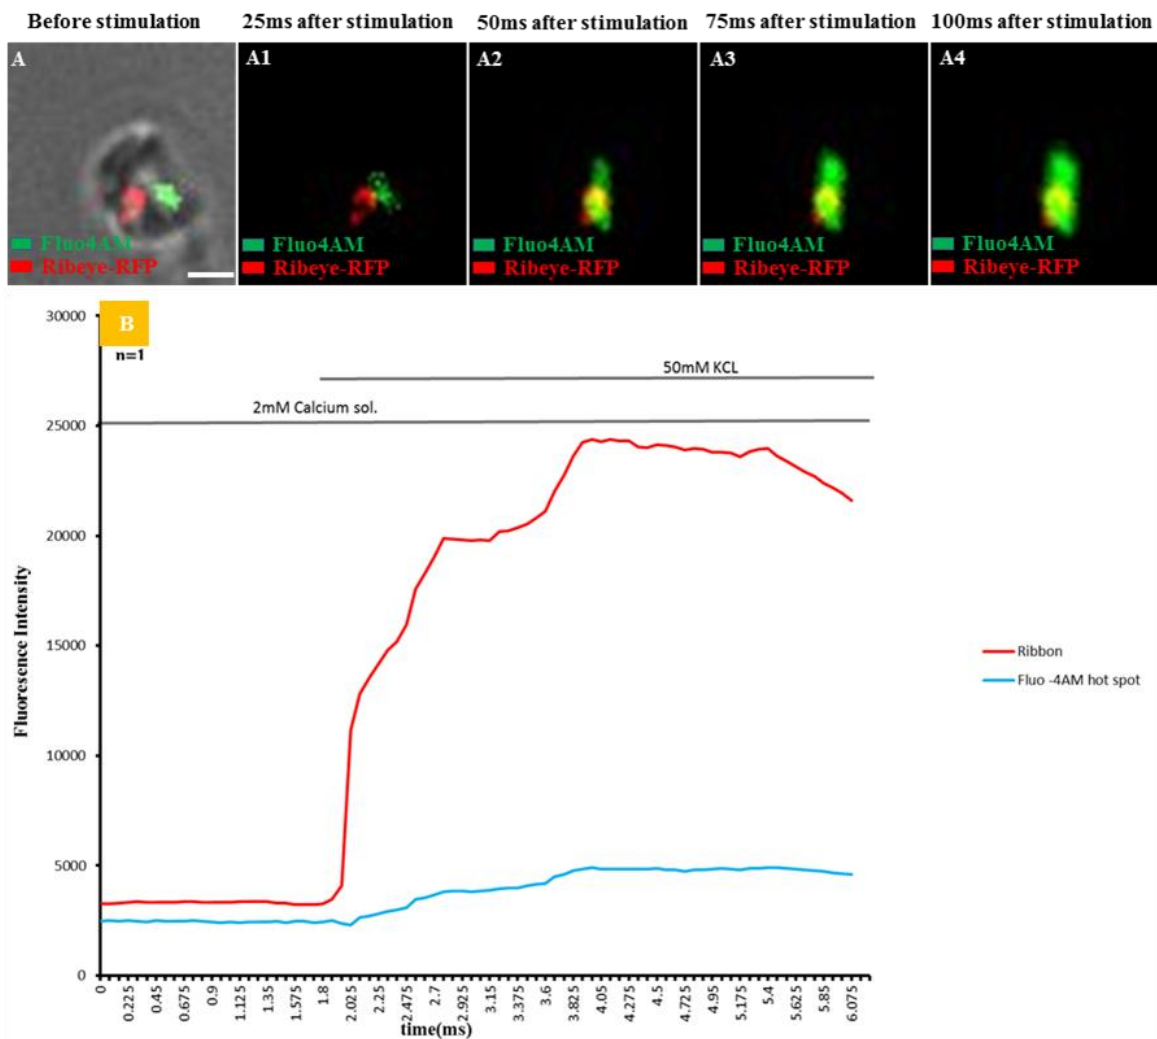 Before stimulation 25ms after stimulation 50ms after stimulation 75ms after stimulation 100ms after stimulation
A A1 A2 A3 A4
Fluo4AM Fluo4AM Fluo4AM Fluo4AM Fluo4AM
Ribeye-RFP Ribeye-RFP Ribeye-RFP Ribeye-RFP Ribeye-RFP
B
n=1
50mM KCL
2mM Calcium sol.
30000
25000
20000
15000
10000
5000
0
Fluoresence Intensity
Ribbon
Fluo -4AM hot spot
0 0.225 0.45 0.675 0.9 1.125 1.35 1.575 1.8 2.025 2.25 2.475 2.7 2.925 3.15 3.375 3.6 3.825 4.05 4.275 4.5 4.725 4.95 5.175 5.4 5.625 5.85 6.075
time(ms)